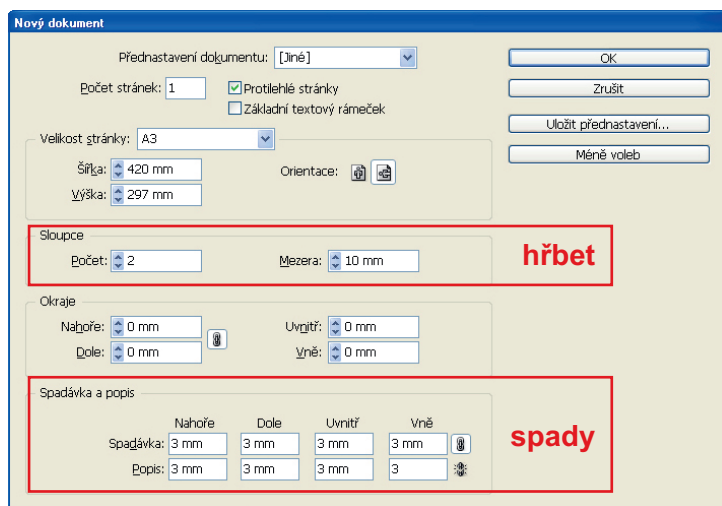 Nový dokument
Přednastavení dokumentu: [Jiné]
OK
Počet stránek: 1
Protilehlé stránky
Zrušit
Základní textový rámeček
Uložit přednastavení...
Velikost stránky: A3
Méně voleb
Šířka: 420 mm
Orientace:
Výška: 297 mm
Sloupce
Počet: 2 Mezera: 10 mm
hřbet
Okraje
Nahoře: 0 mm Uvnitř: 0 mm
Dole: 0 mm Vně: 0 mm
Spadávka a popis
Nahoře Dole Uvnitř Vně
Spadávka: 3 mm 3 mm 3 mm 3 mm
spady
Popis: 3 mm 3 mm 3 mm 3